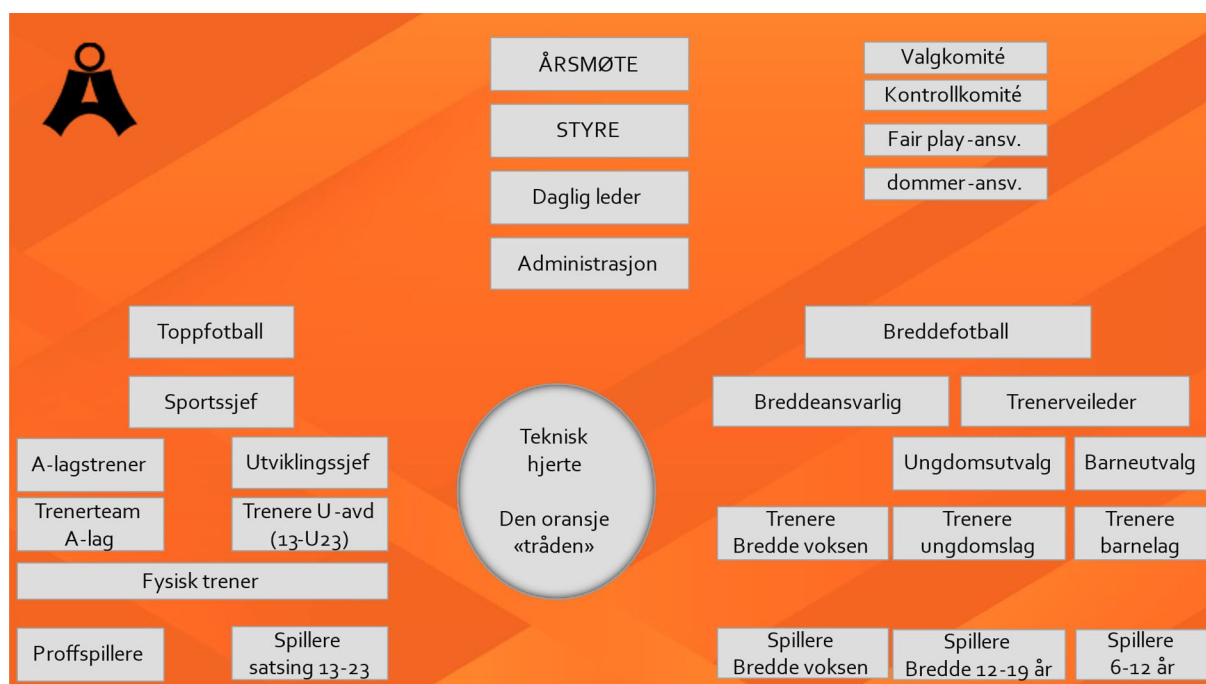 ÅRSMØTE
STYRE
Daglig leder
Administrasjon
Valgkomité
Kontrollkomité
Fair play-ansv.
dommer-ansv.
Toppfotball
Sportssjef
A-lagstrener
Utviklingssjef
Trenerteam
A-lag
Trenere U-avd
(13-U23)
Fysisk trener
Proffspillere
Spillere
satsing 13-23
Teknisk
hjerte
Den oransje
«tråden»
Breddefotball
Breddeansvarlig
Trenerveileder
Ungdomsutvalg
Barneutvalg
Trenere
Bredde voksen
Trenere
ungdomslag
Trenere
barnelag
Spillere
Bredde voksen
Spillere
Bredde 12-19 år
Spillere
6-12 år